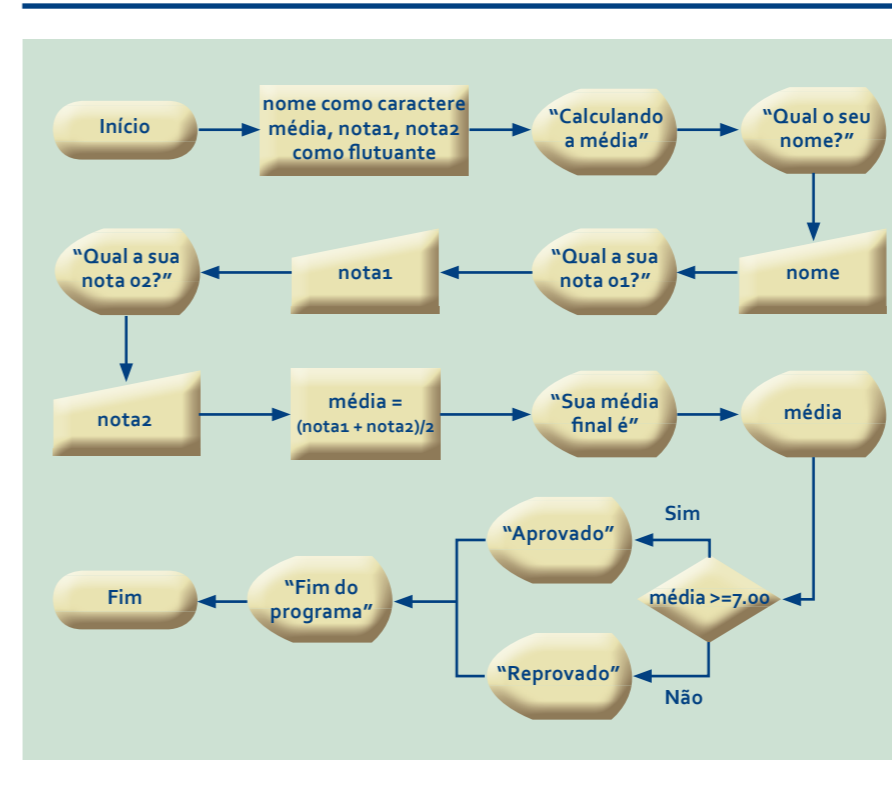 Início
nome como caractere
média, nota1, nota2
como flutuante
“Calculando
a média”
“Qual o seu
nome?”
nome
“Qual a sua
nota 01?”
nota1
“Qual a sua
nota 02?”
nota2
média =
(nota1 + nota2)/2
“Sua média
final é”
média
média >=7.00
Sim
“Aprovado”
Não
“Reprovado”
“Fim do
programa”
Fim